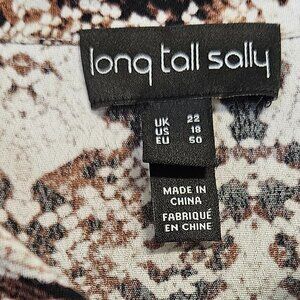 long tall sally
UK 22
US 18
EU 50
MADE IN
CHINA
FABRIQUÉ
EN CHINE